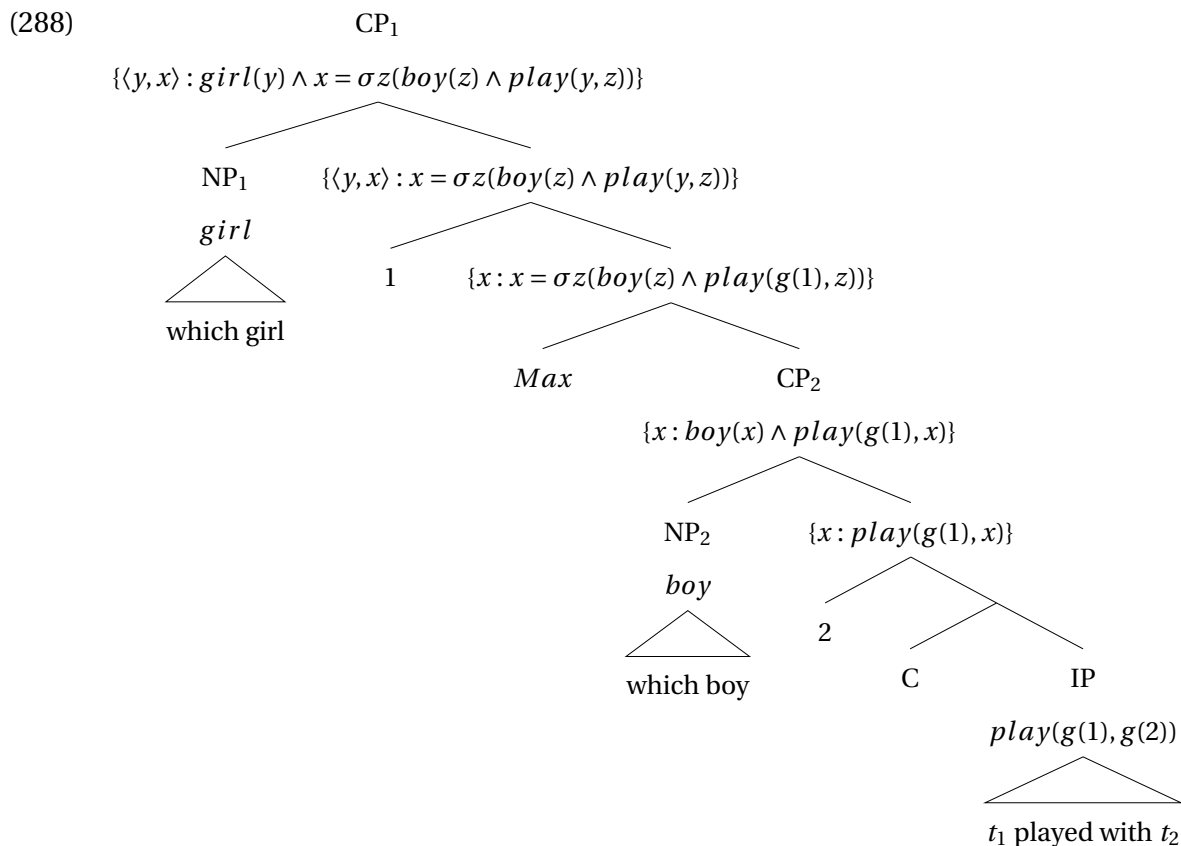 (288) CP₁
{⟨y, x⟩ : girl(y) ∧ x = σz(boy(z) ∧ play(y, z))}
NP₁ {⟨y, x⟩ : x = σz(boy(z) ∧ play(y, z))}
girl
1 {x : x = σz(boy(z) ∧ play(g(1), z))}
which girl
Max CP₂
{x : boy(x) ∧ play(g(1), x)}
NP₂ {x : play(g(1), x)}
boy
2
which boy C IP
play(g(1), g(2))
t₁ played with t₂